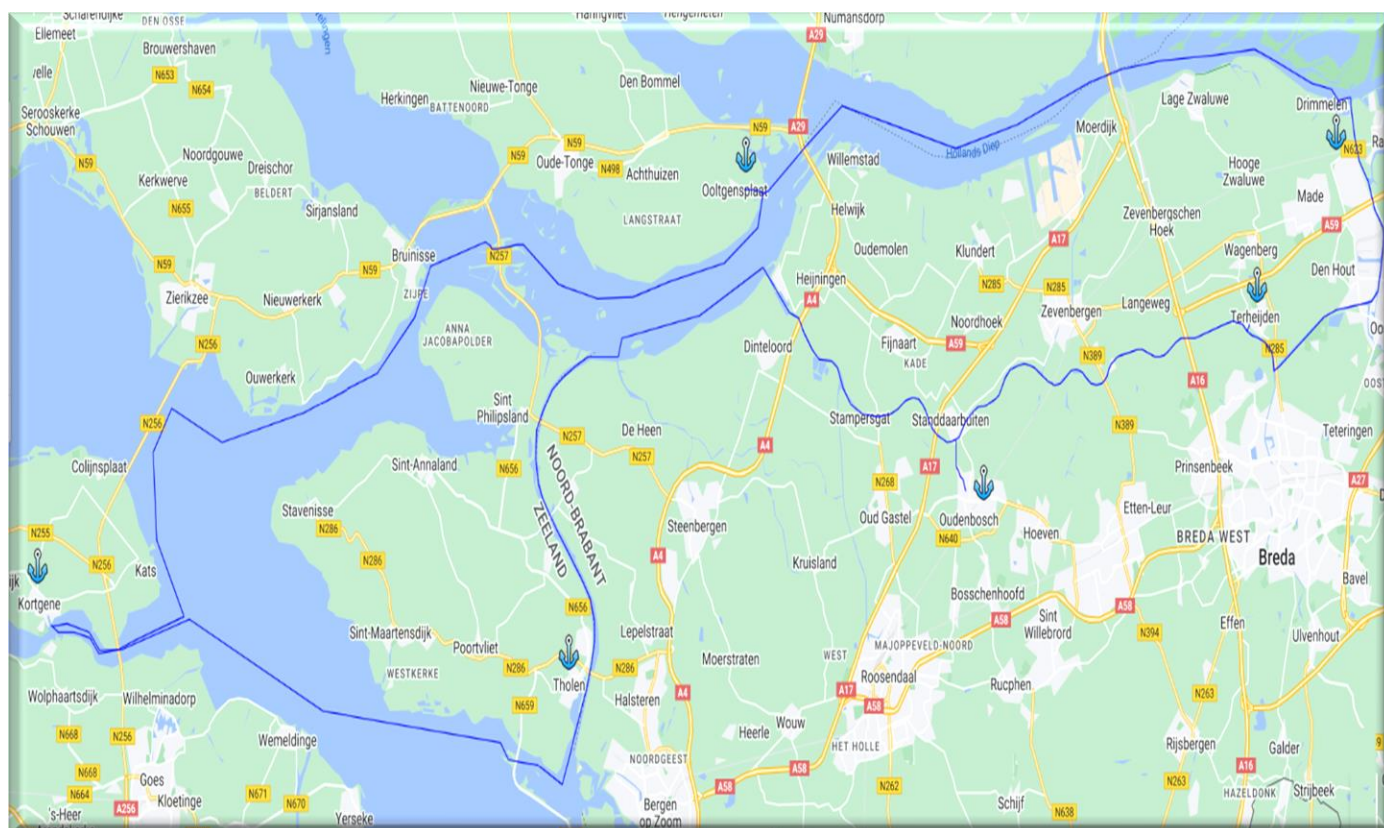 Scharendijke
DEN OSSE
Ellemeet
Brouwershaven
N653
N654
Serooskerke
Schouwen
Noordgouwe
Dreischor
BELDERT
Kerkwerve
N655
Sirjansland
N59
N59
Zierikzee
Nieuwerkerk
N59
Bruinisse
ZIJPE
N256
Ouwerkerk
N256
Colijnsplaat
N255
N256
Kats
Kortgene
Wolphaartsdijk
Wilhelminadorp
N668
N256
N668
N664
Goes
Kloetinge
's-Heer
A256
Wemeldinge
N671
N670
Yerseke
Herkingen
BATTENOORD
Nieuwe-Tonge
Den Bommel
N59
Oude-Tonge
N59
N498
Achthuizen
LANGSTRAAT
N59
Ooltgensplaat
A29
Numansdorp
A29
N257
ANNA
JACOBAPOLDER
Sint
Philipsland
N257
De Heen
N257
N656
Sint-Annaland
Stavenisse
N286
N286
NOORD-BRABANT
ZEELAND
N656
Sint-Maartensdijk
Poortvliet
WESTKERKE
N286
Tholen
N659
N286
Lepelstraat
Halsteren
A4
NOORDGEEST
Bergen
op Zoom
A58
Steenbergen
A4
A4
Moerstraten
Heerle
Wouw
A58
Kruisland
Willemstad
Hollands Diep
Helwijk
Oudemolen
Heijningen
A4
Dinteloord
Fijnaart
KADE
A59
Noordhoek
Klundert
N285
N285
Zevenbergen
A17
Moerdijk
Lage Zwaluwe
Drimmelen
N623
Hooge
Zwaluwe
Made
Zevenbergschen
Hoek
Wagenberg
A59
Den Hout
Langeweg
Terheijden
N285
N389
A16
Stampersgat
Standdaarbuiten
A17
N268
Oud Gastel
Oudenbosch
N640
Hoeven
N389
Etten-Leur
Prinsenbeek
Teteringen
A27
BREDA WEST
Breda
Bavel
Bosschenhoofd
A58
A58
Sint
Willebrord
N394
Effen
Ulvenhout
WEST
MAJOPPEVELD-NOORD
Roosendaal
A17
A58
Rucphen
N263
HET HOLLE
N262
Schijf
N638
Rijsbergen
N263
A16
Galder
HAZELDONK
Strijbeek